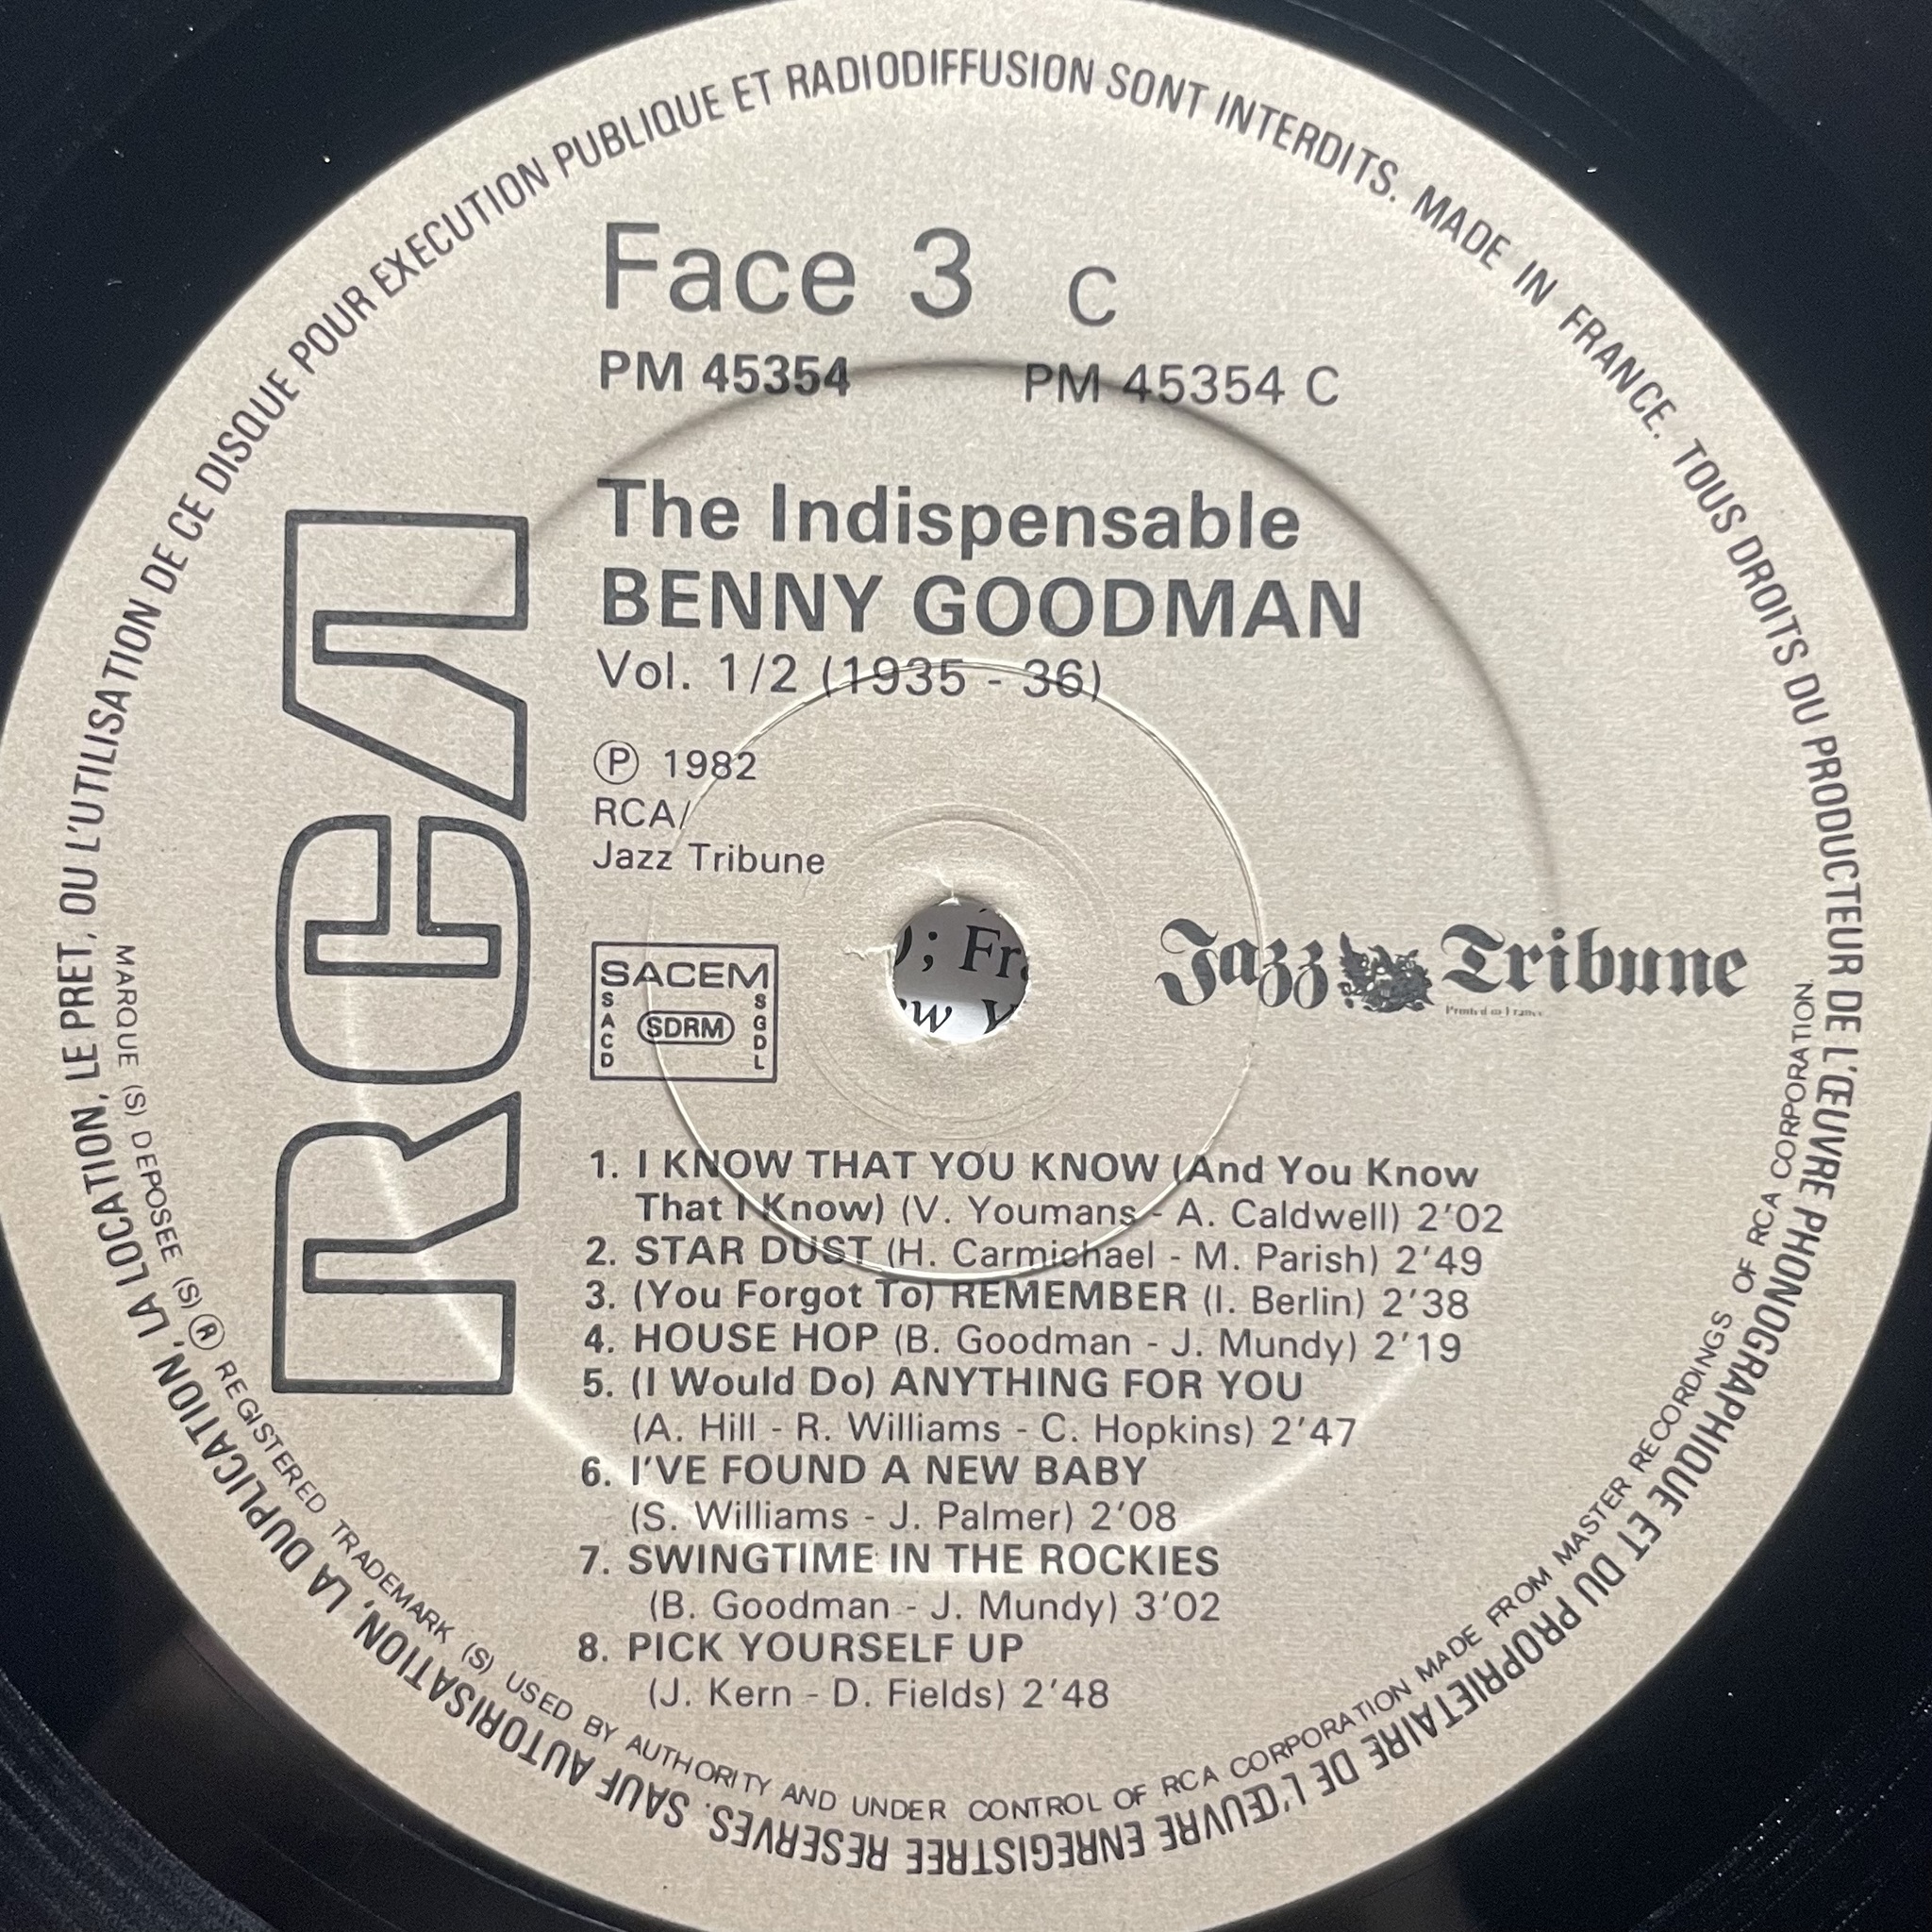 TOUS DROITS DU PRODUCTEUR DE L'ŒUVRE PHONOGRAPHIQUE ET DU PROPRIETAIRE DE L'ŒUVRE ENREGISTREE RESERVES. SAUF AUTORISATION, LA DUPLICATION, LA LOCATION, LE PRET, OU L'UTILISATION DE CE DISQUE POUR EXECUTION PUBLIQUE ET RADIODIFFUSION SONT INTERDITS. MADE IN FRANCE.
Face 3 C
PM 45354 PM 45354 C
The Indispensable
BENNY GOODMAN
Vol. 1/2 (1935 - 36)
Ⓟ 1982
RCA/
Jazz Tribune
RCA
SACEM
SACD SDRM SGDL
Jazz Tribune
Printed in France
1. I KNOW THAT YOU KNOW (And You Know
That I Know) (V. Youmans - A. Caldwell) 2'02
2. STAR DUST (H. Carmichael - M. Parish) 2'49
3. (You Forgot To) REMEMBER (I. Berlin) 2'38
4. HOUSE HOP (B. Goodman - J. Mundy) 2'19
5. (I Would Do) ANYTHING FOR YOU
(A. Hill - R. Williams - C. Hopkins) 2'47
6. I'VE FOUND A NEW BABY
(S. Williams - J. Palmer) 2'08
7. SWINGTIME IN THE ROCKIES
(B. Goodman - J. Mundy) 3'02
8. PICK YOURSELF UP
(J. Kern - D. Fields) 2'48
MARQUE (S) DEPOSEE (S) ® REGISTERED TRADEMARK (S) USED BY AUTHORITY AND UNDER CONTROL OF RCA CORPORATION MADE FROM MASTER RECORDINGS OF RCA CORPORATION